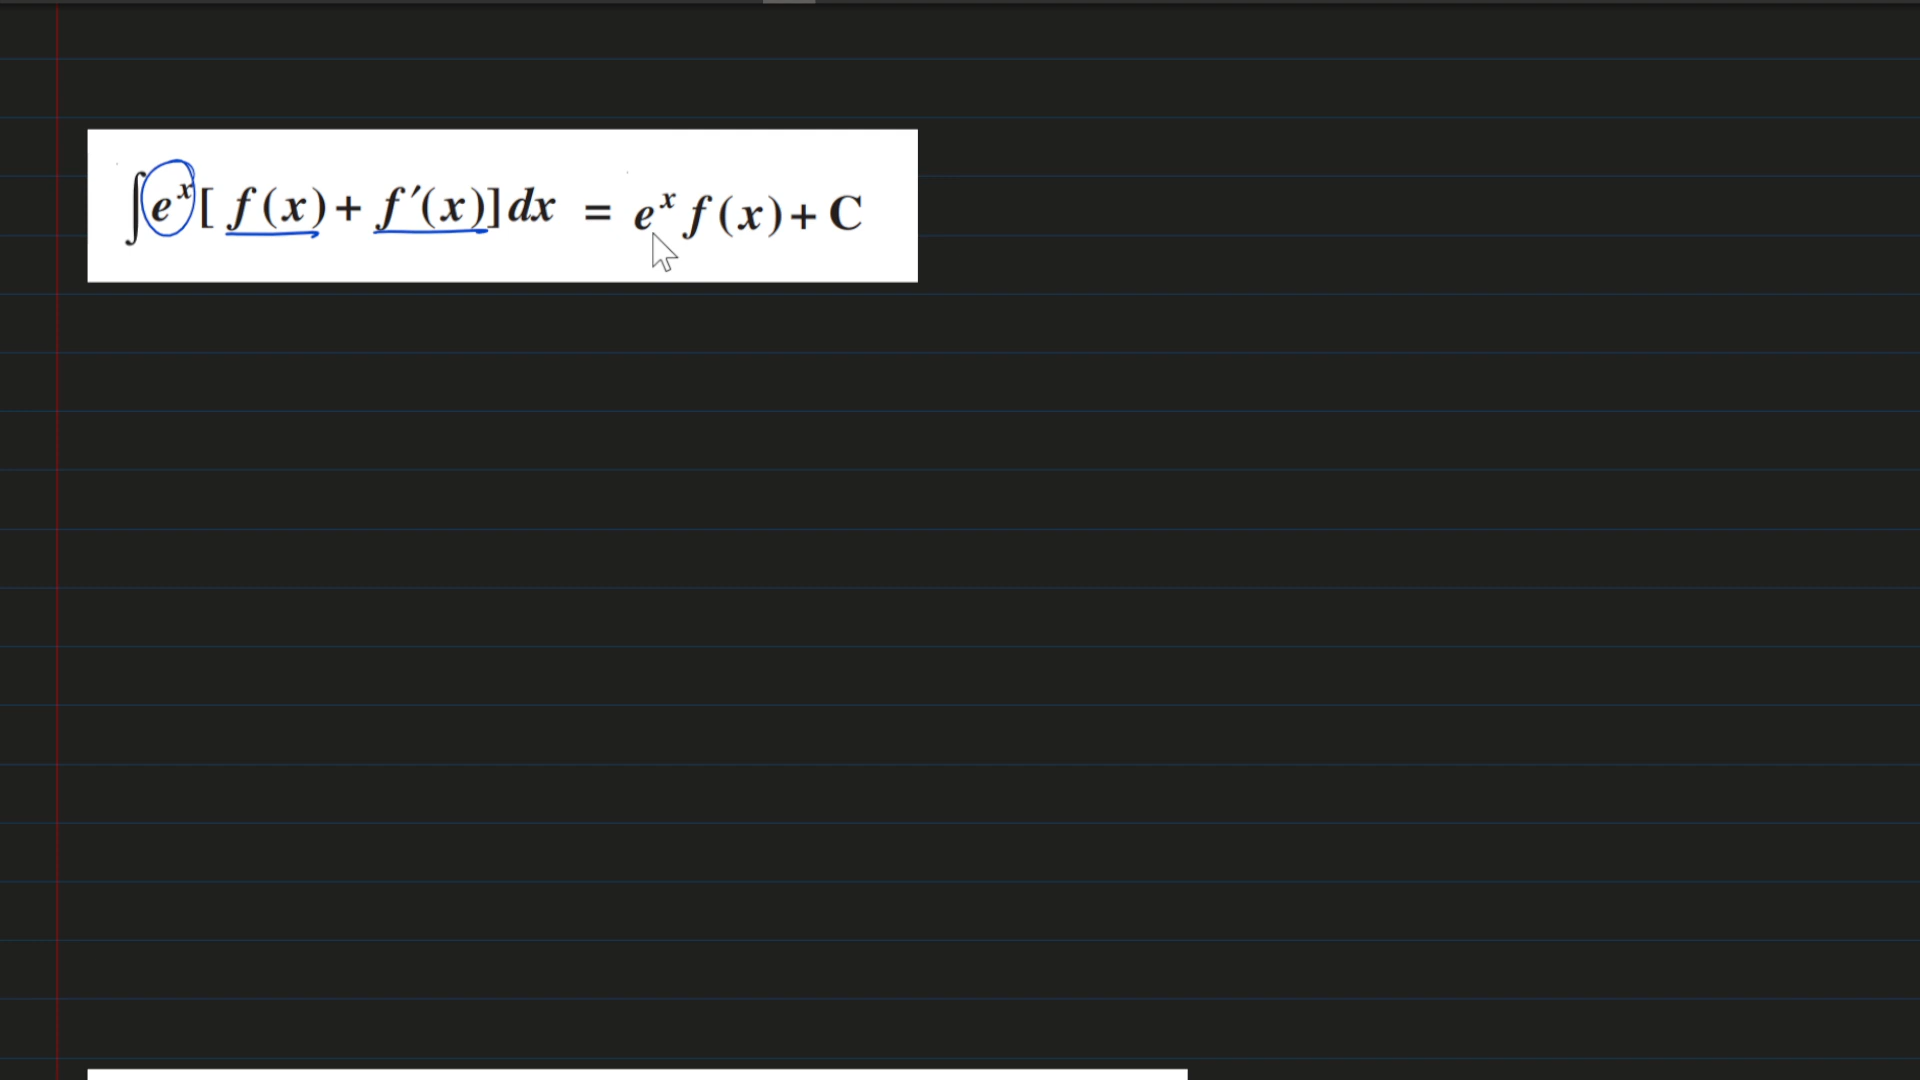 ∫eˣ[ f(x)+ f′(x)]dx = eˣ f(x)+C